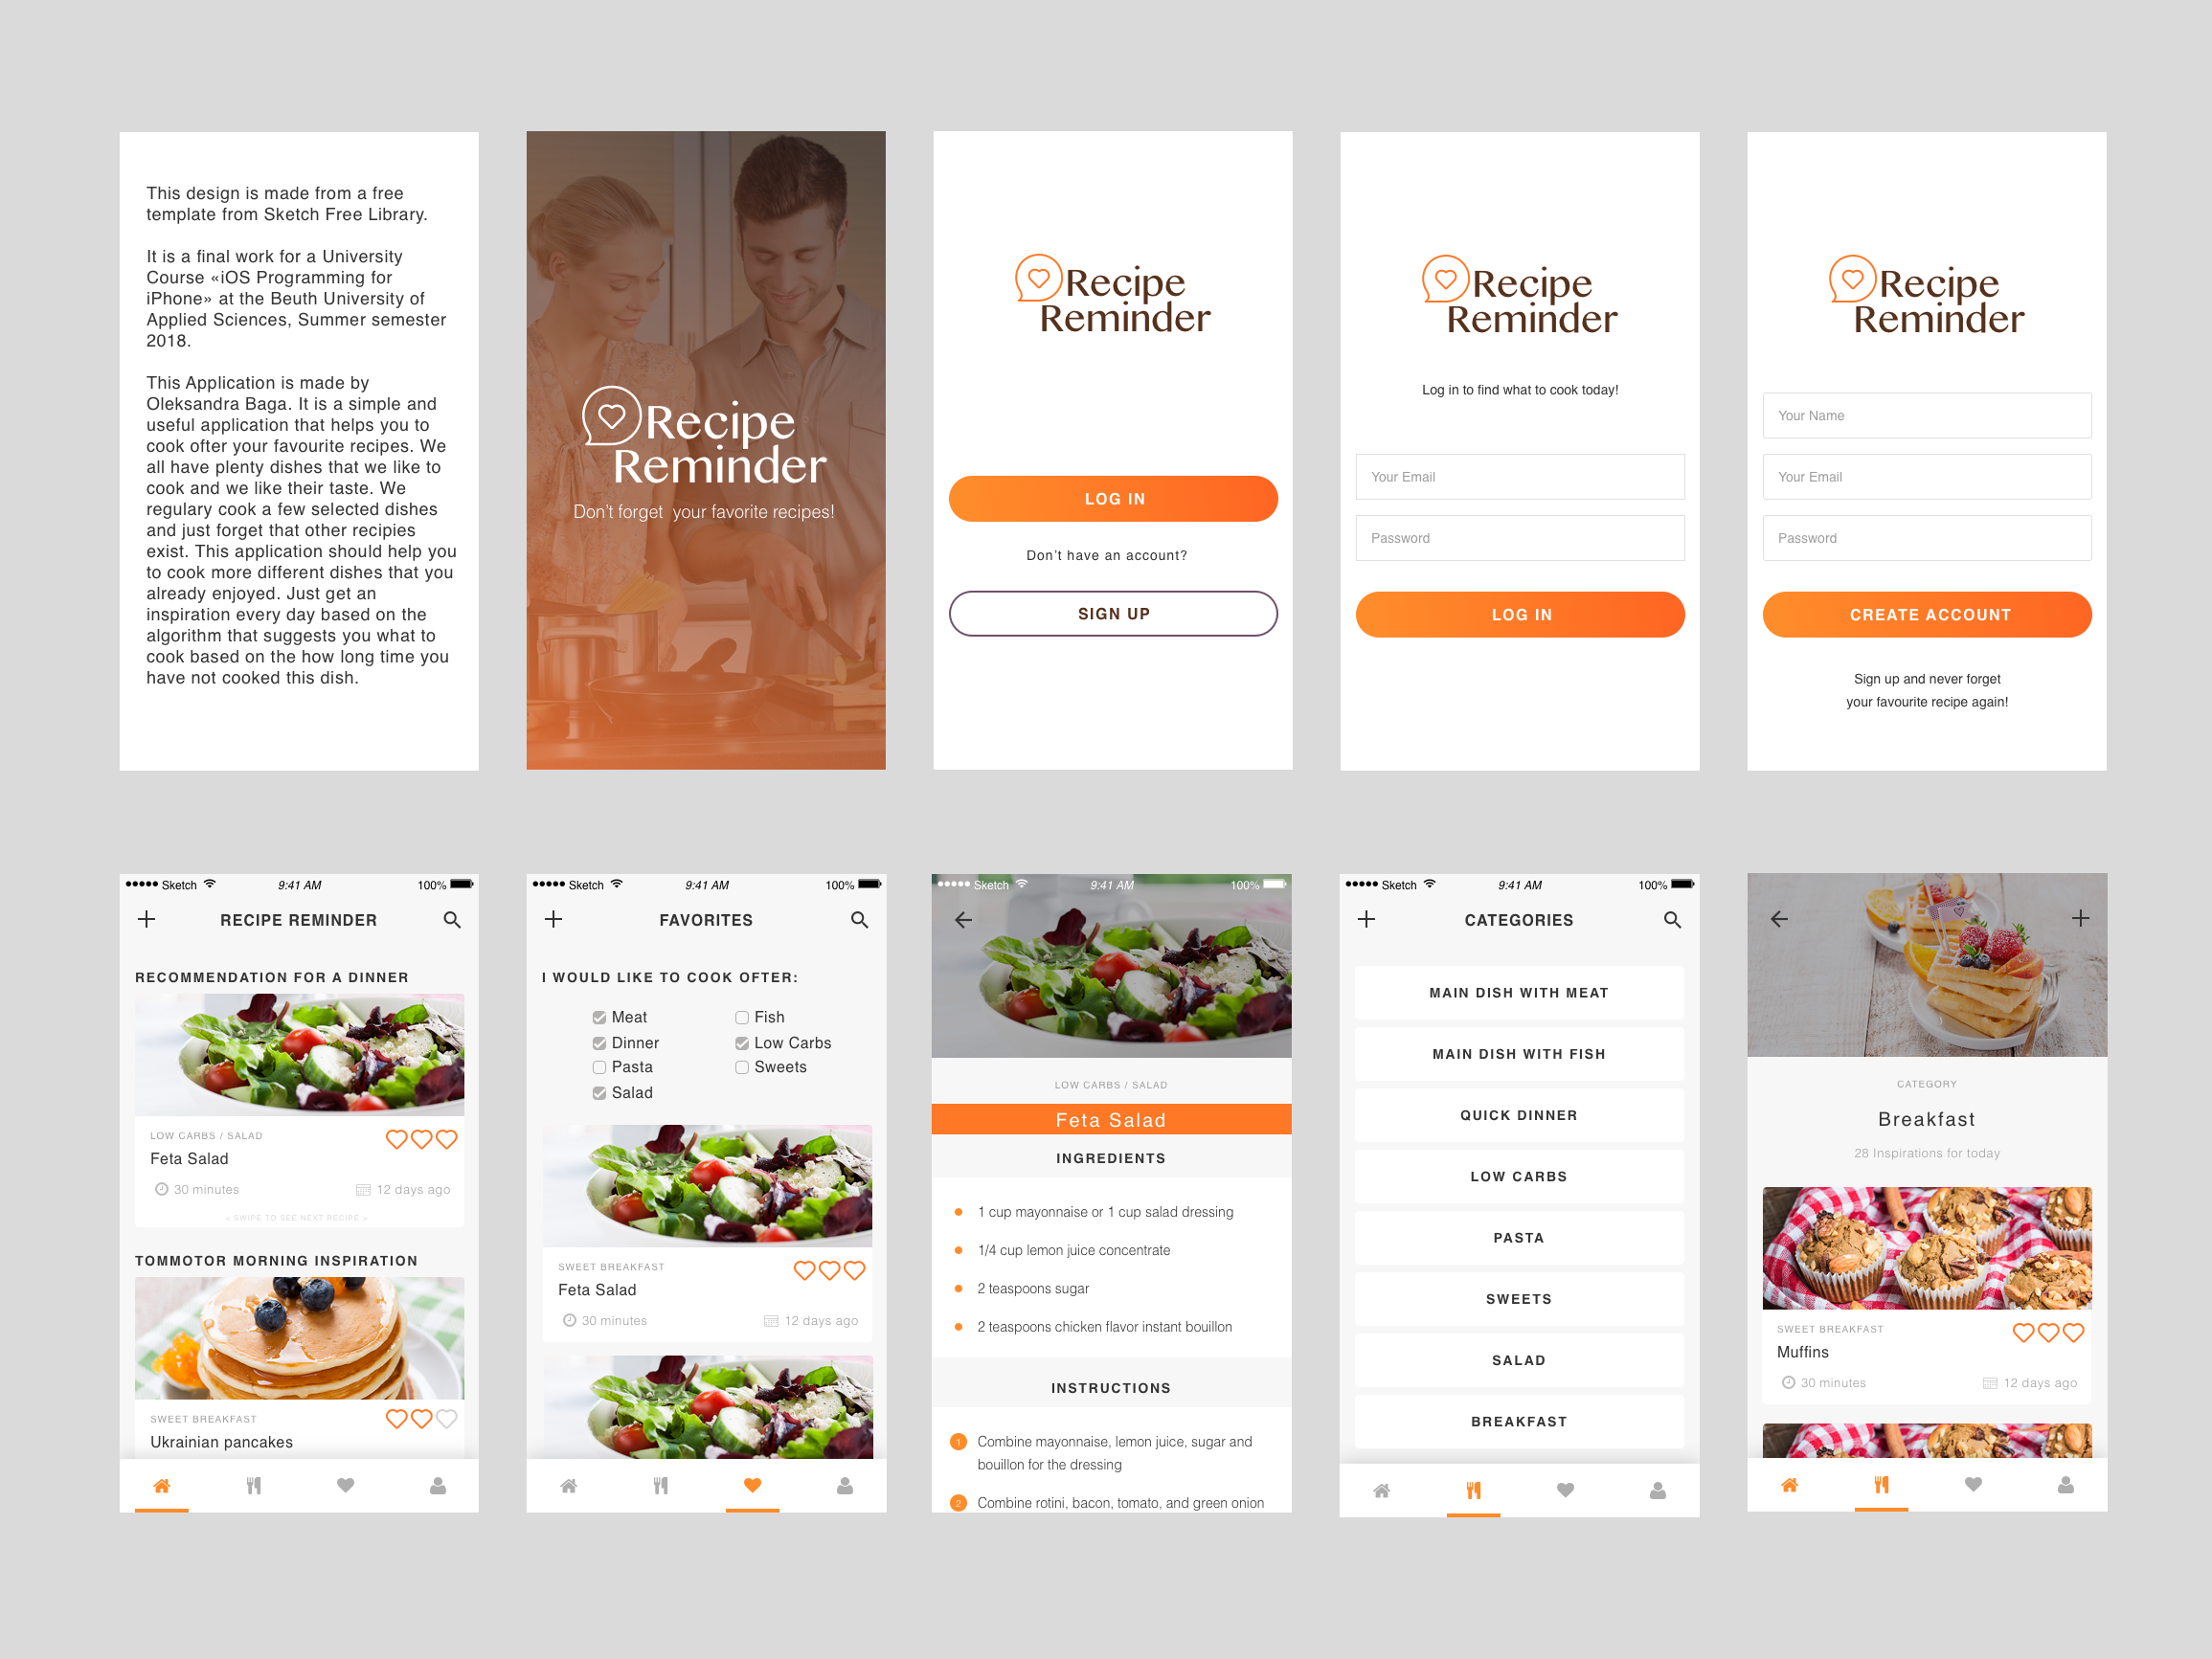 This design is made from a free
template from Sketch Free Library.
It is a final work for a University
Course «iOS Programming for
iPhone» at the Beuth University of
Applied Sciences, Summer semester
2018.
This Application is made by
Oleksandra Baga. It is a simple and
useful application that helps you to
cook ofter your favourite recipes. We
all have plenty dishes that we like to
cook and we like their taste. We
regulary cook a few selected dishes
and just forget that other recipies
exist. This application should help you
to cook more different dishes that you
already enjoyed. Just get an
inspiration every day based on the
algorithm that suggests you what to
cook based on the how long time you
have not cooked this dish.
Recipe
Reminder
Don't forget  your favorite recipes!
Recipe
Reminder
LOG IN
Don't have an account?
SIGN UP
Recipe
Reminder
Log in to find what to cook today!
Your Email
Password
LOG IN
Recipe
Reminder
Your Name
Your Email
Password
CREATE ACCOUNT
Sign up and never forget
your favourite recipe again!
Sketch 9:41 AM 100%
RECIPE REMINDER
RECOMMENDATION FOR A DINNER
LOW CARBS / SALAD
Feta Salad
30 minutes 12 days ago
< SWIPE TO SEE NEXT RECIPE >
TOMMOTOR MORNING INSPIRATION
SWEET BREAKFAST
Ukrainian pancakes
Sketch 9:41 AM 100%
FAVORITES
I WOULD LIKE TO COOK OFTER:
Meat Fish
Dinner Low Carbs
Pasta Sweets
Salad
SWEET BREAKFAST
Feta Salad
30 minutes 12 days ago
Sketch 9:41 AM 100%
LOW CARBS / SALAD
Feta Salad
INGREDIENTS
1 cup mayonnaise or 1 cup salad dressing
1/4 cup lemon juice concentrate
2 teaspoons sugar
2 teaspoons chicken flavor instant bouillon
INSTRUCTIONS
1 Combine mayonnaise, lemon juice, sugar and
bouillon for the dressing
2 Combine rotini, bacon, tomato, and green onion
Sketch 9:41 AM 100%
CATEGORIES
MAIN DISH WITH MEAT
MAIN DISH WITH FISH
QUICK DINNER
LOW CARBS
PASTA
SWEETS
SALAD
BREAKFAST
CATEGORY
Breakfast
28 Inspirations for today
SWEET BREAKFAST
Muffins
30 minutes 12 days ago